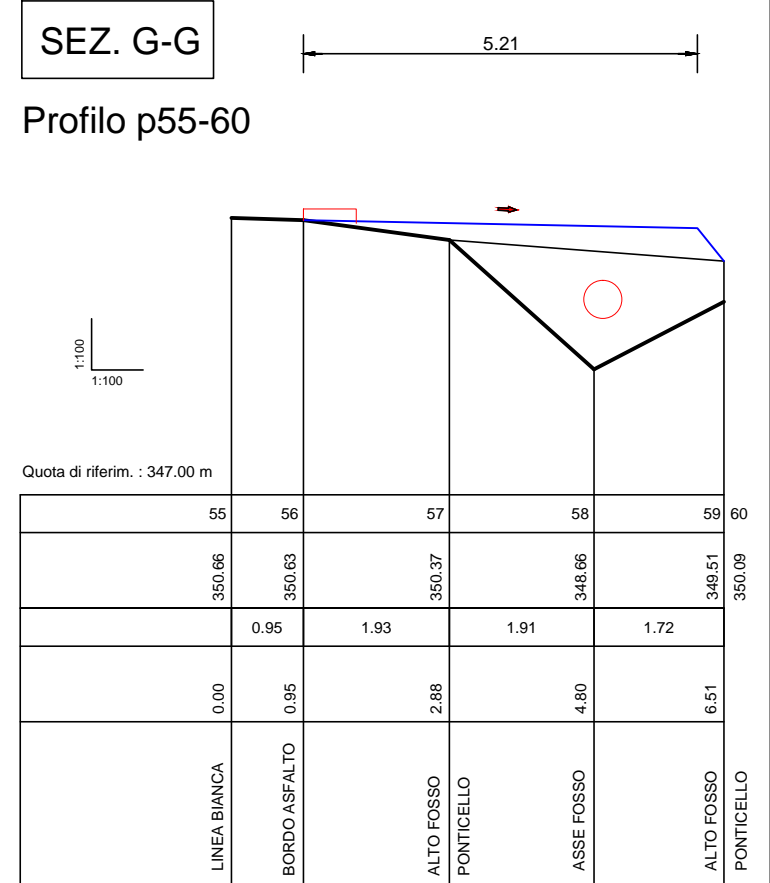 SEZ. G-G
5.21
Profilo p55-60
1:100
1:100
Quota di riferim. : 347.00 m
55 56 57 58 59 60
350.66 350.63 350.37 348.66 349.51 350.09
0.95 1.93 1.91 1.72
0.00 0.95 2.88 4.80 6.51
LINEA BIANCA
BORDO ASFALTO
ALTO FOSSO
PONTICELLO
ASSE FOSSO
ALTO FOSSO
PONTICELLO